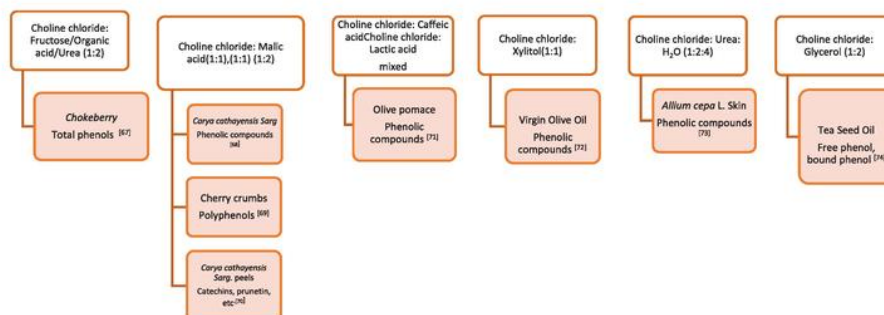 Choline chloride:
Fructose/Organic
acid/Urea (1:2)
Chokeberry
Total phenols [67]
Choline chloride: Malic
acid(1:1),(1:1) (1:2)
Carya cathayensis Sarg
Phenolic compounds
[68]
Cherry crumbs
Polyphenols [69]
Carya cathayensis
Sarg. peels
Catechins, prunetin,
etc[70]
Choline chloride: Caffeic
acidCholine chloride:
Lactic acid
mixed
Olive pomace
Phenolic
compounds [71]
Choline chloride:
Xylitol(1:1)
Virgin Olive Oil
Phenolic
compounds [72]
Choline chloride: Urea:
H₂O (1:2:4)
Allium cepa L. Skin
Phenolic compounds
[73]
Choline chloride:
Glycerol (1:2)
Tea Seed Oil
Free phenol,
bound phenol [74]